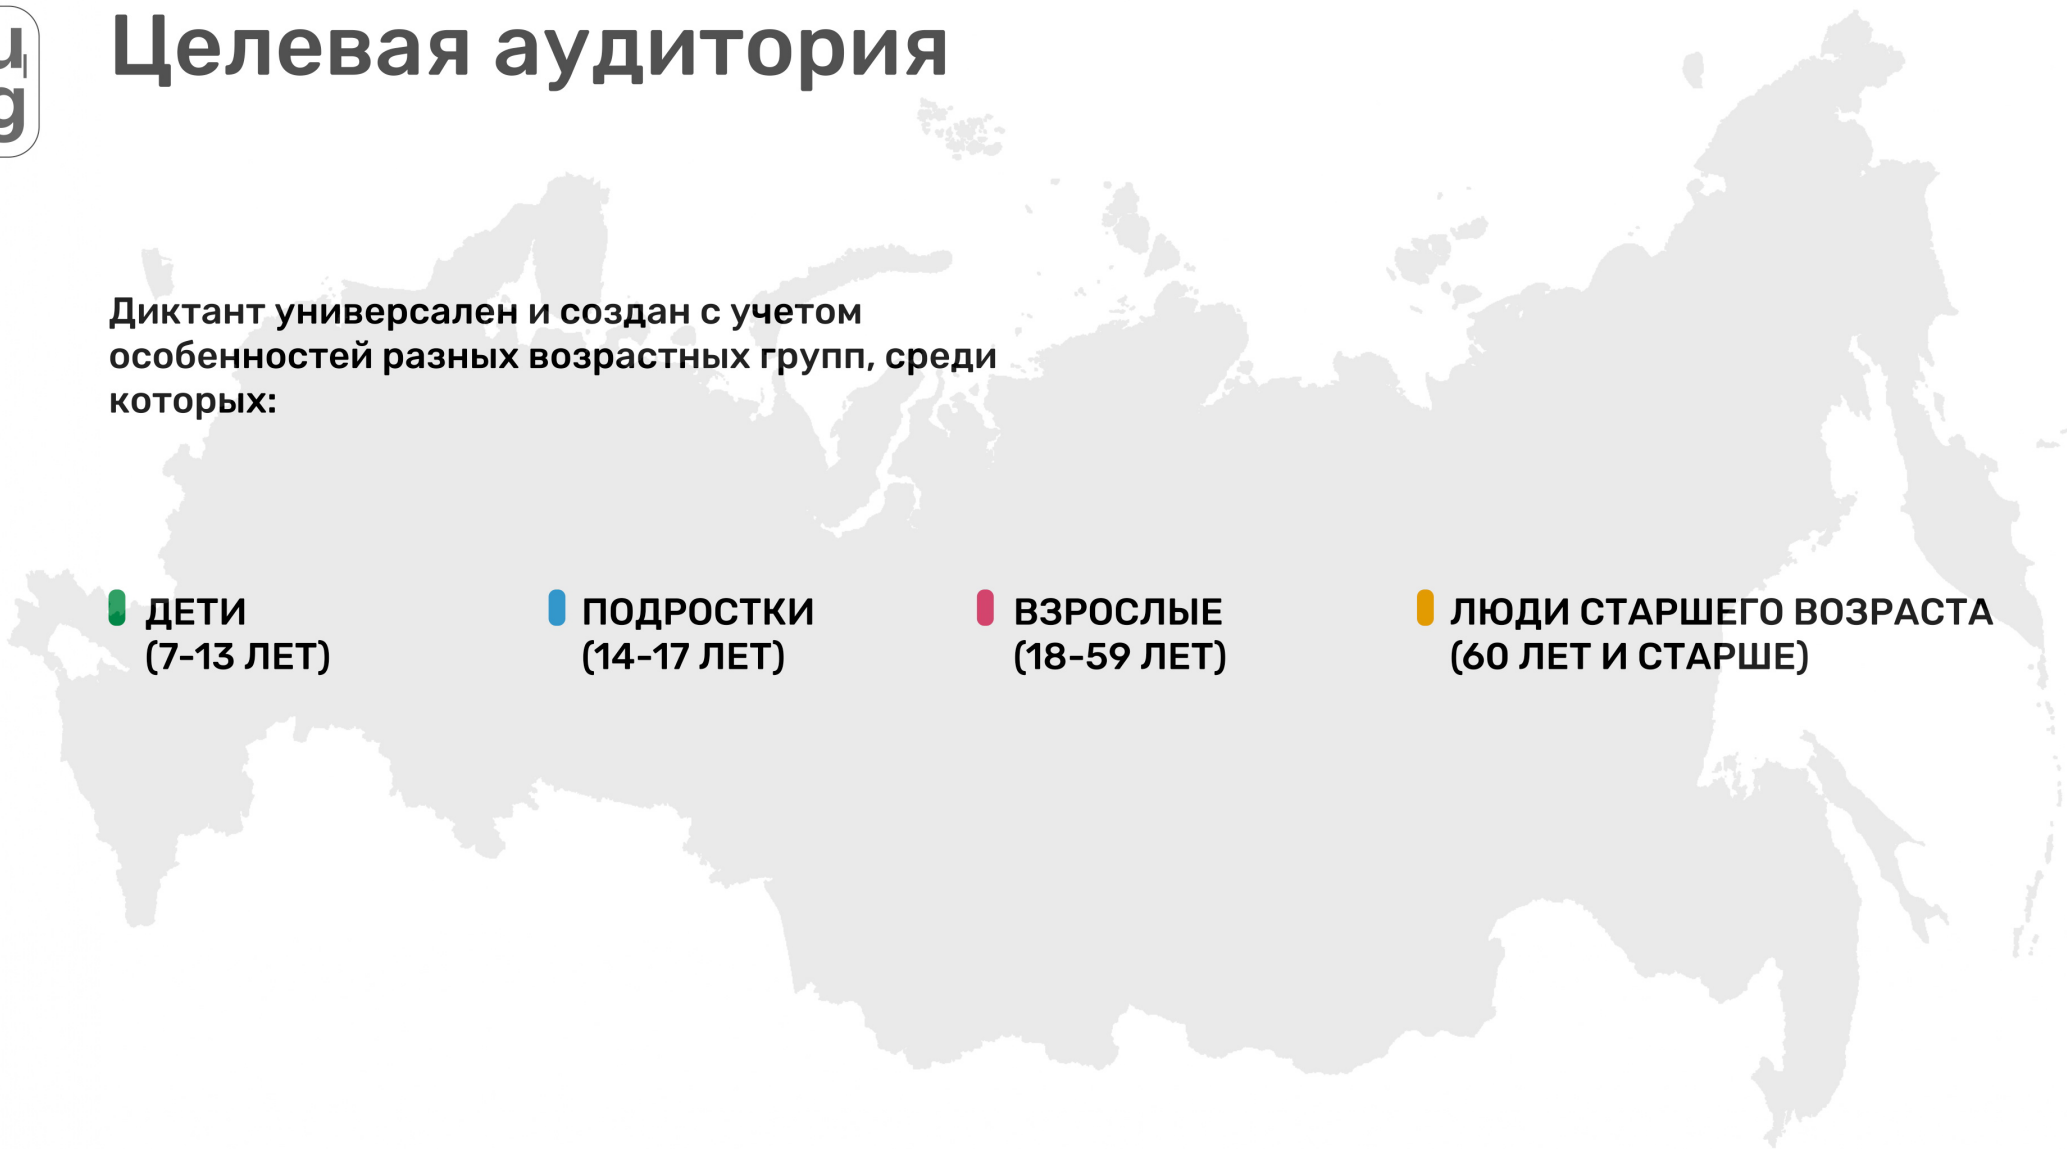 Целевая аудитория
Диктант универсален и создан с учетом
особенностей разных возрастных групп, среди
которых:
ДЕТИ
(7-13 ЛЕТ)
ПОДРОСТКИ
(14-17 ЛЕТ)
ВЗРОСЛЫЕ
(18-59 ЛЕТ)
ЛЮДИ СТАРШЕГО ВОЗРАСТА
(60 ЛЕТ И СТАРШЕ)